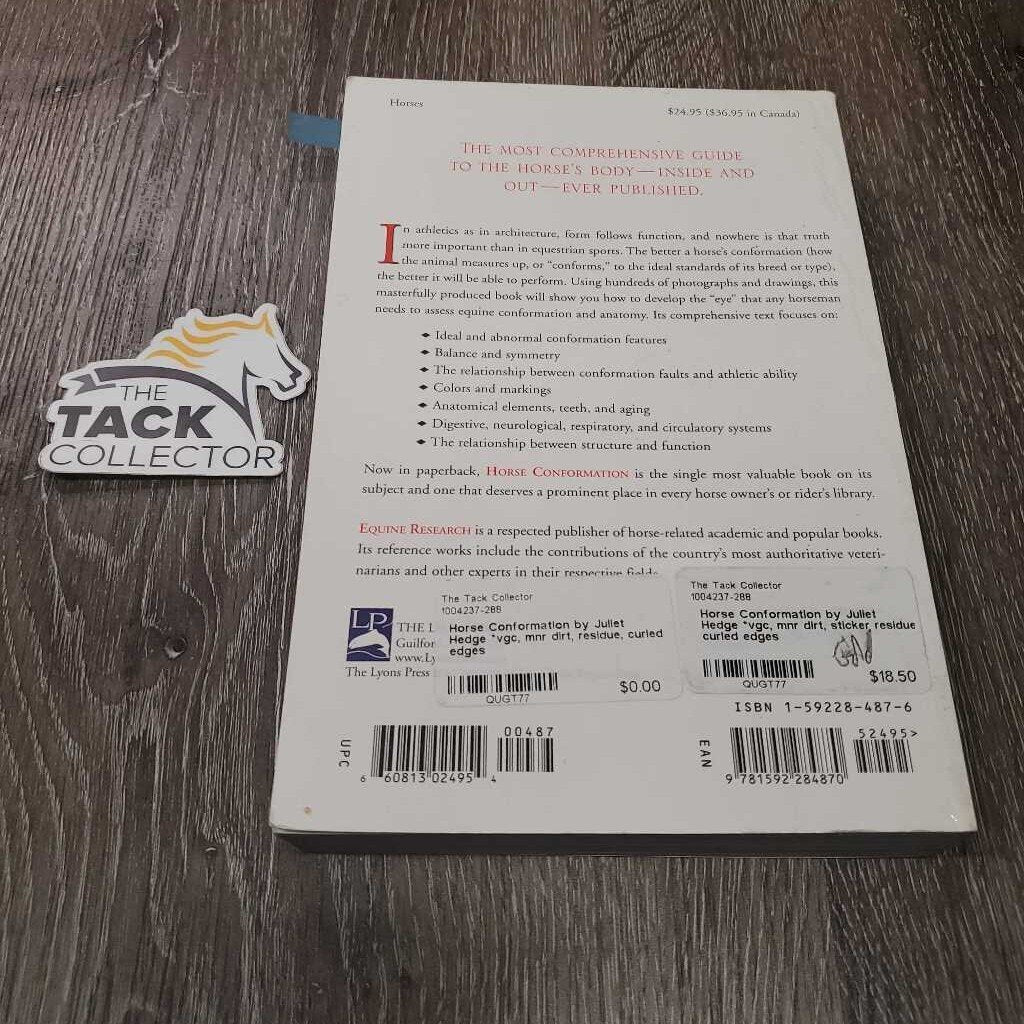 Horses
$24.95 ($36.95 in Canada)
THE MOST COMPREHENSIVE GUIDE
TO THE HORSE'S BODY—INSIDE AND
OUT—EVER PUBLISHED.
In athletics as in architecture, form follows function, and nowhere is that truth
more important than in equestrian sports. The better a horse's conformation (how
the animal measures up, or "conforms," to the ideal standards of its breed or type),
the better it will be able to perform. Using hundreds of photographs and drawings, this
masterfully produced book will show you how to develop the "eye" that any horseman
needs to assess equine conformation and anatomy. Its comprehensive text focuses on:
◆ Ideal and abnormal conformation features
◆ Balance and symmetry
◆ The relationship between conformation faults and athletic ability
◆ Colors and markings
◆ Anatomical elements, teeth, and aging
◆ Digestive, neurological, respiratory, and circulatory systems
◆ The relationship between structure and function
Now in paperback, HORSE CONFORMATION is the single most valuable book on its
subject and one that deserves a prominent place in every horse owner's or rider's library.
EQUINE RESEARCH is a respected publisher of horse-related academic and popular books.
Its reference works include the contributions of the country's most authoritative veteri-
narians and other experts in their respective fields.
THE
TACK
COLLECTOR
LP
THE L
Guilfor
www.Ly
The Lyons Press
The Tack Collector
1004237-288
Horse Conformation by Juliet
Hedge *vgc, mnr dirt, residue, curled
edges
QUGT77
$0.00
The Tack Collector
1004237-288
Horse Conformation by Juliet
Hedge *vgc, mnr dirt, sticker, residue
curled edges
QUGT77
$18.50
ISBN 1-59228-487-6
UPC
6 60813 02495 4
00487
EAN
9 781592 284870
52495>